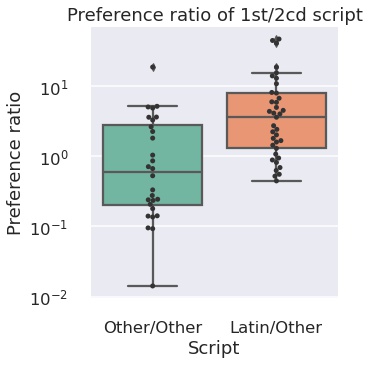 Preference ratio of 1st/2cd script
Preference ratio
10¹
10⁰
10⁻¹
10⁻²
Other/Other Latin/Other
Script